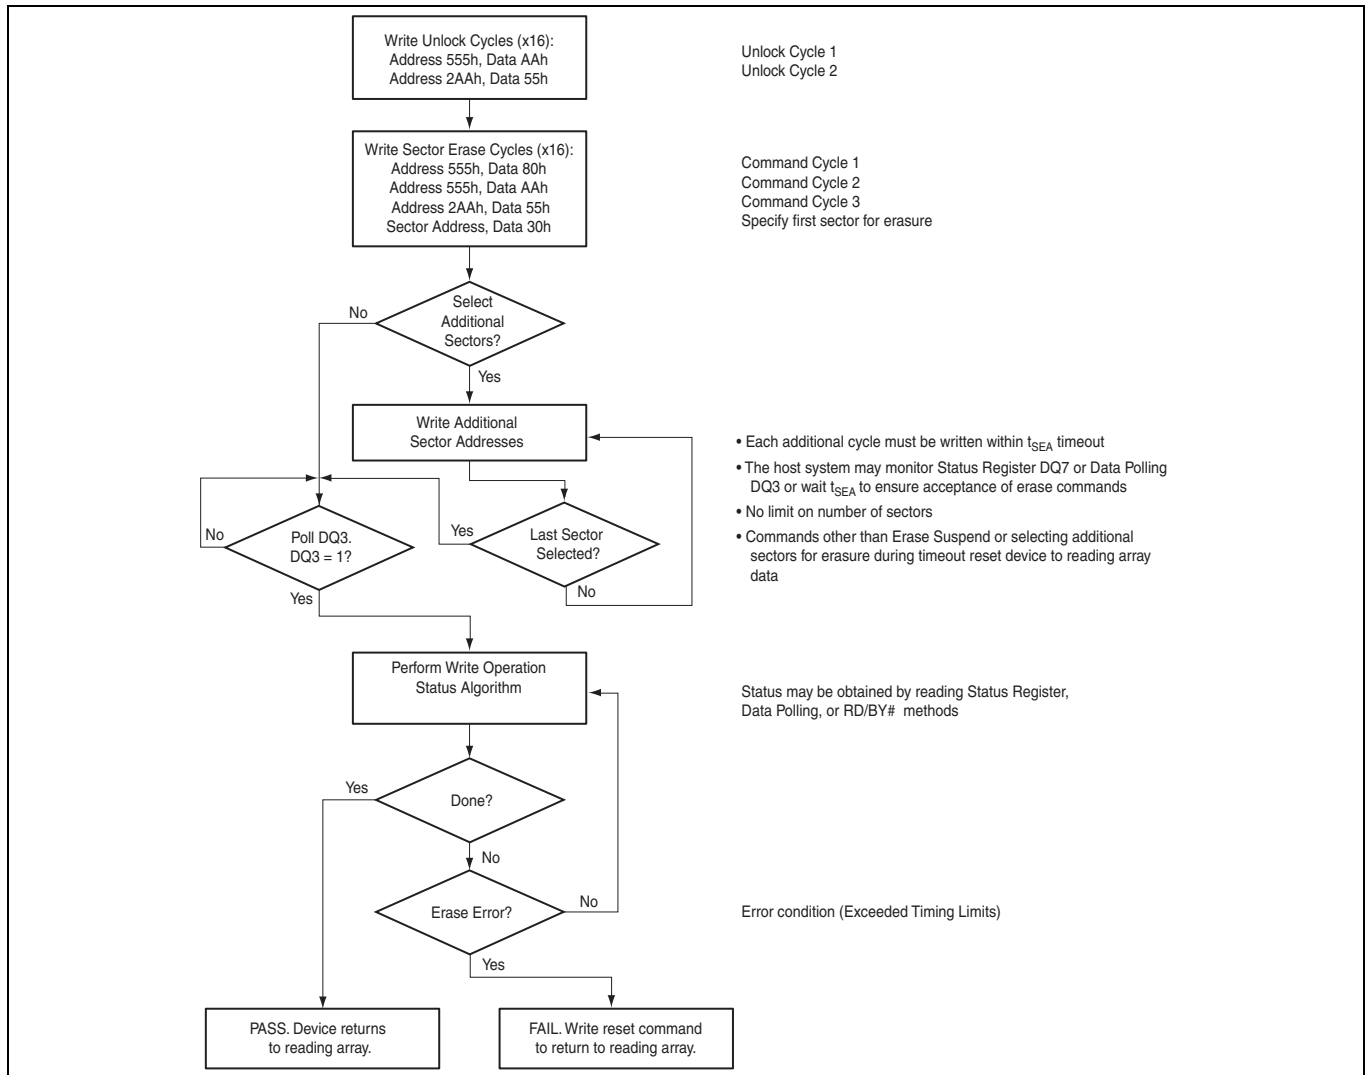 Write Unlock Cycles (x16):
Address 555h, Data AAh
Address 2AAh, Data 55h
Unlock Cycle 1
Unlock Cycle 2
Write Sector Erase Cycles (x16):
Address 555h, Data 80h
Address 555h, Data AAh
Address 2AAh, Data 55h
Sector Address, Data 30h
Command Cycle 1
Command Cycle 2
Command Cycle 3
Specify first sector for erasure
Select
Additional
Sectors?
No
Yes
Write Additional
Sector Addresses
• Each additional cycle must be written within tSEA timeout
• The host system may monitor Status Register DQ7 or Data Polling
DQ3 or wait tSEA to ensure acceptance of erase commands
• No limit on number of sectors
• Commands other than Erase Suspend or selecting additional
sectors for erasure during timeout reset device to reading array
data
No
Poll DQ3.
DQ3 = 1?
Yes
Yes
Last Sector
Selected?
No
Perform Write Operation
Status Algorithm
Status may be obtained by reading Status Register,
Data Polling, or RD/BY# methods
Yes
Done?
No
Erase Error?
No
Error condition (Exceeded Timing Limits)
Yes
PASS. Device returns
to reading array.
FAIL. Write reset command
to return to reading array.